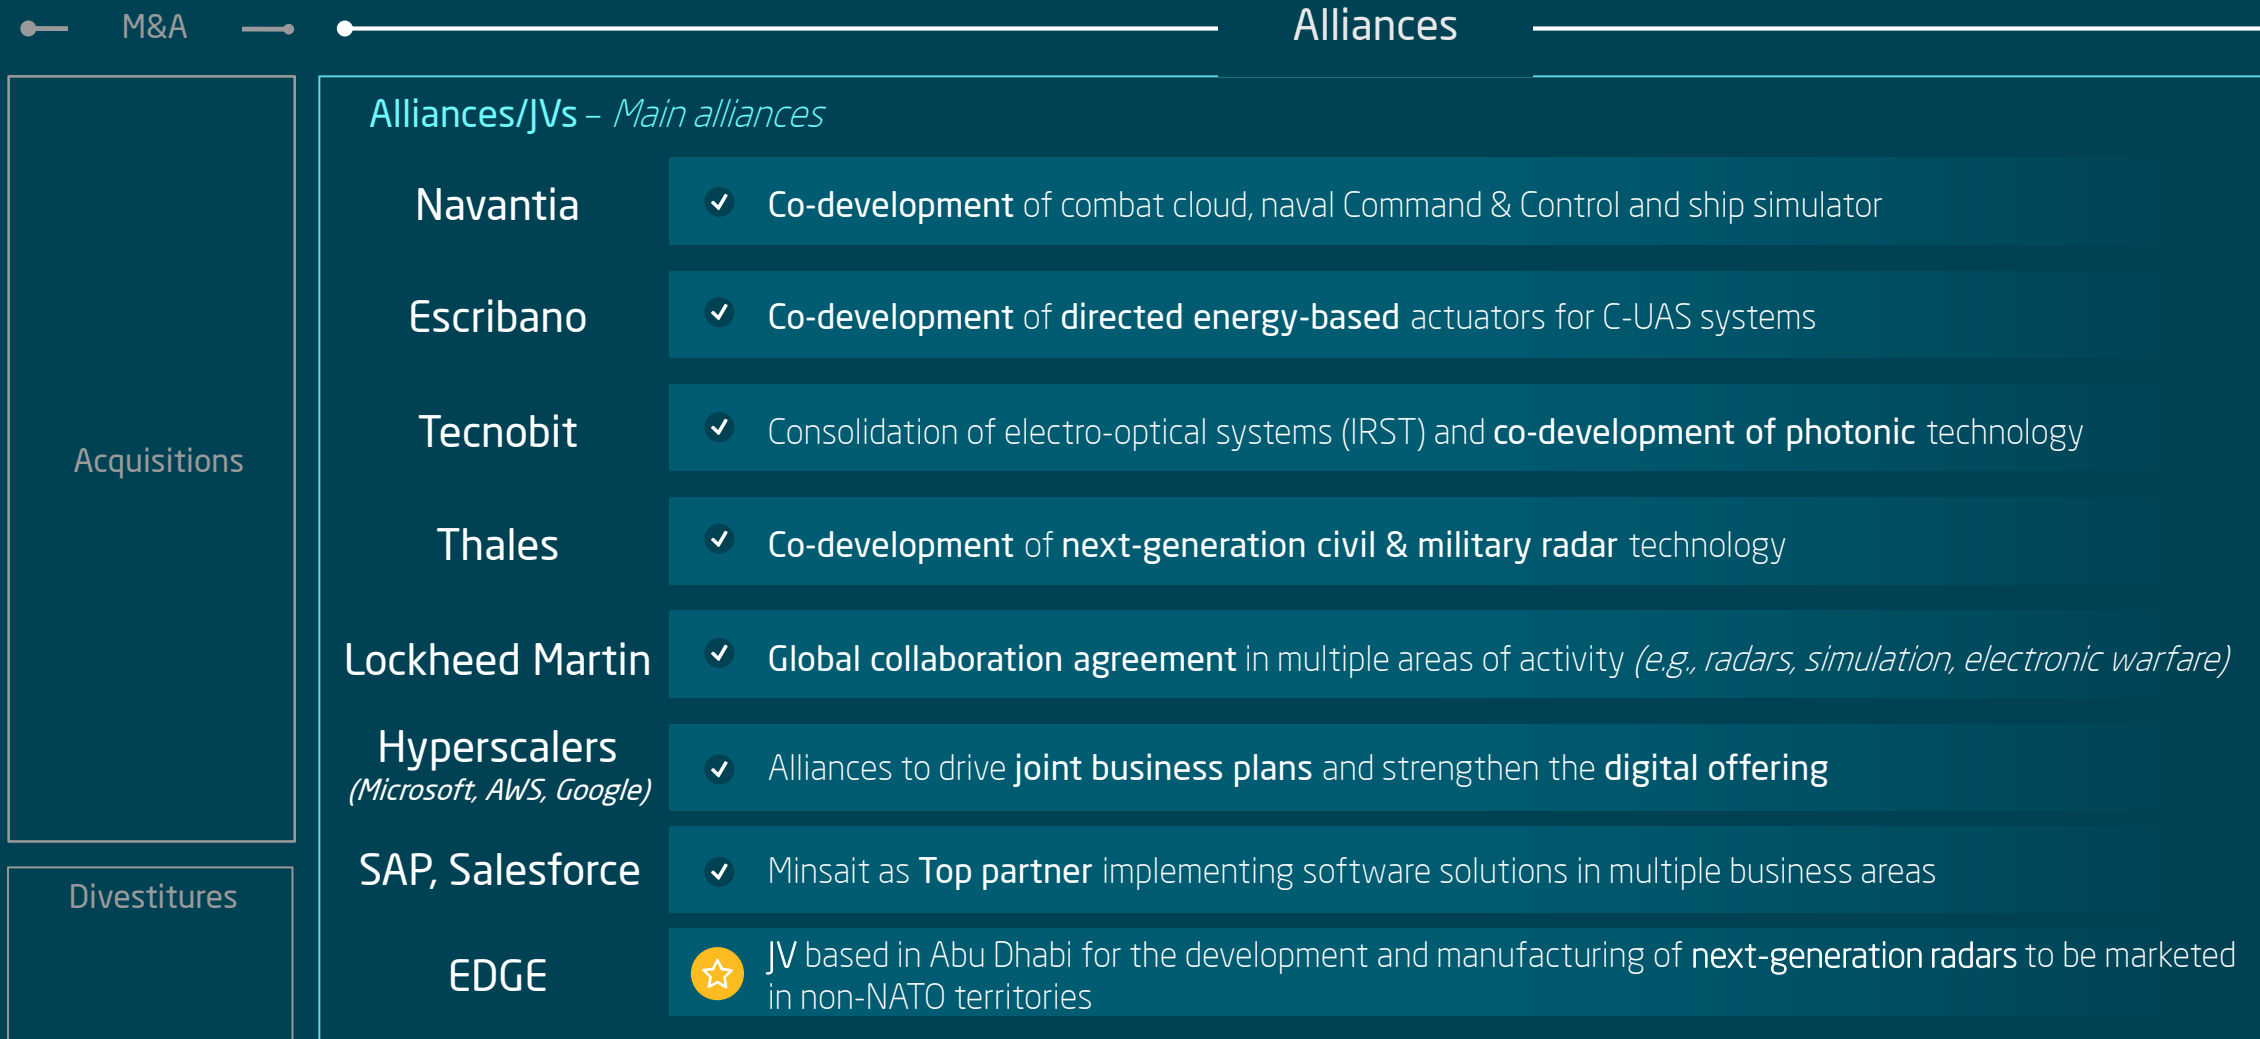 M&A
Alliances
Acquisitions
Divestitures
Alliances/JVs – Main alliances
Navantia
Co-development of combat cloud, naval Command & Control and ship simulator
Escribano
Co-development of directed energy-based actuators for C-UAS systems
Tecnobit
Consolidation of electro-optical systems (IRST) and co-development of photonic technology
Thales
Co-development of next-generation civil & military radar technology
Lockheed Martin
Global collaboration agreement in multiple areas of activity (e.g., radars, simulation, electronic warfare)
Hyperscalers
(Microsoft, AWS, Google)
Alliances to drive joint business plans and strengthen the digital offering
SAP, Salesforce
Minsait as Top partner implementing software solutions in multiple business areas
EDGE
JV based in Abu Dhabi for the development and manufacturing of next-generation radars to be marketed
in non-NATO territories